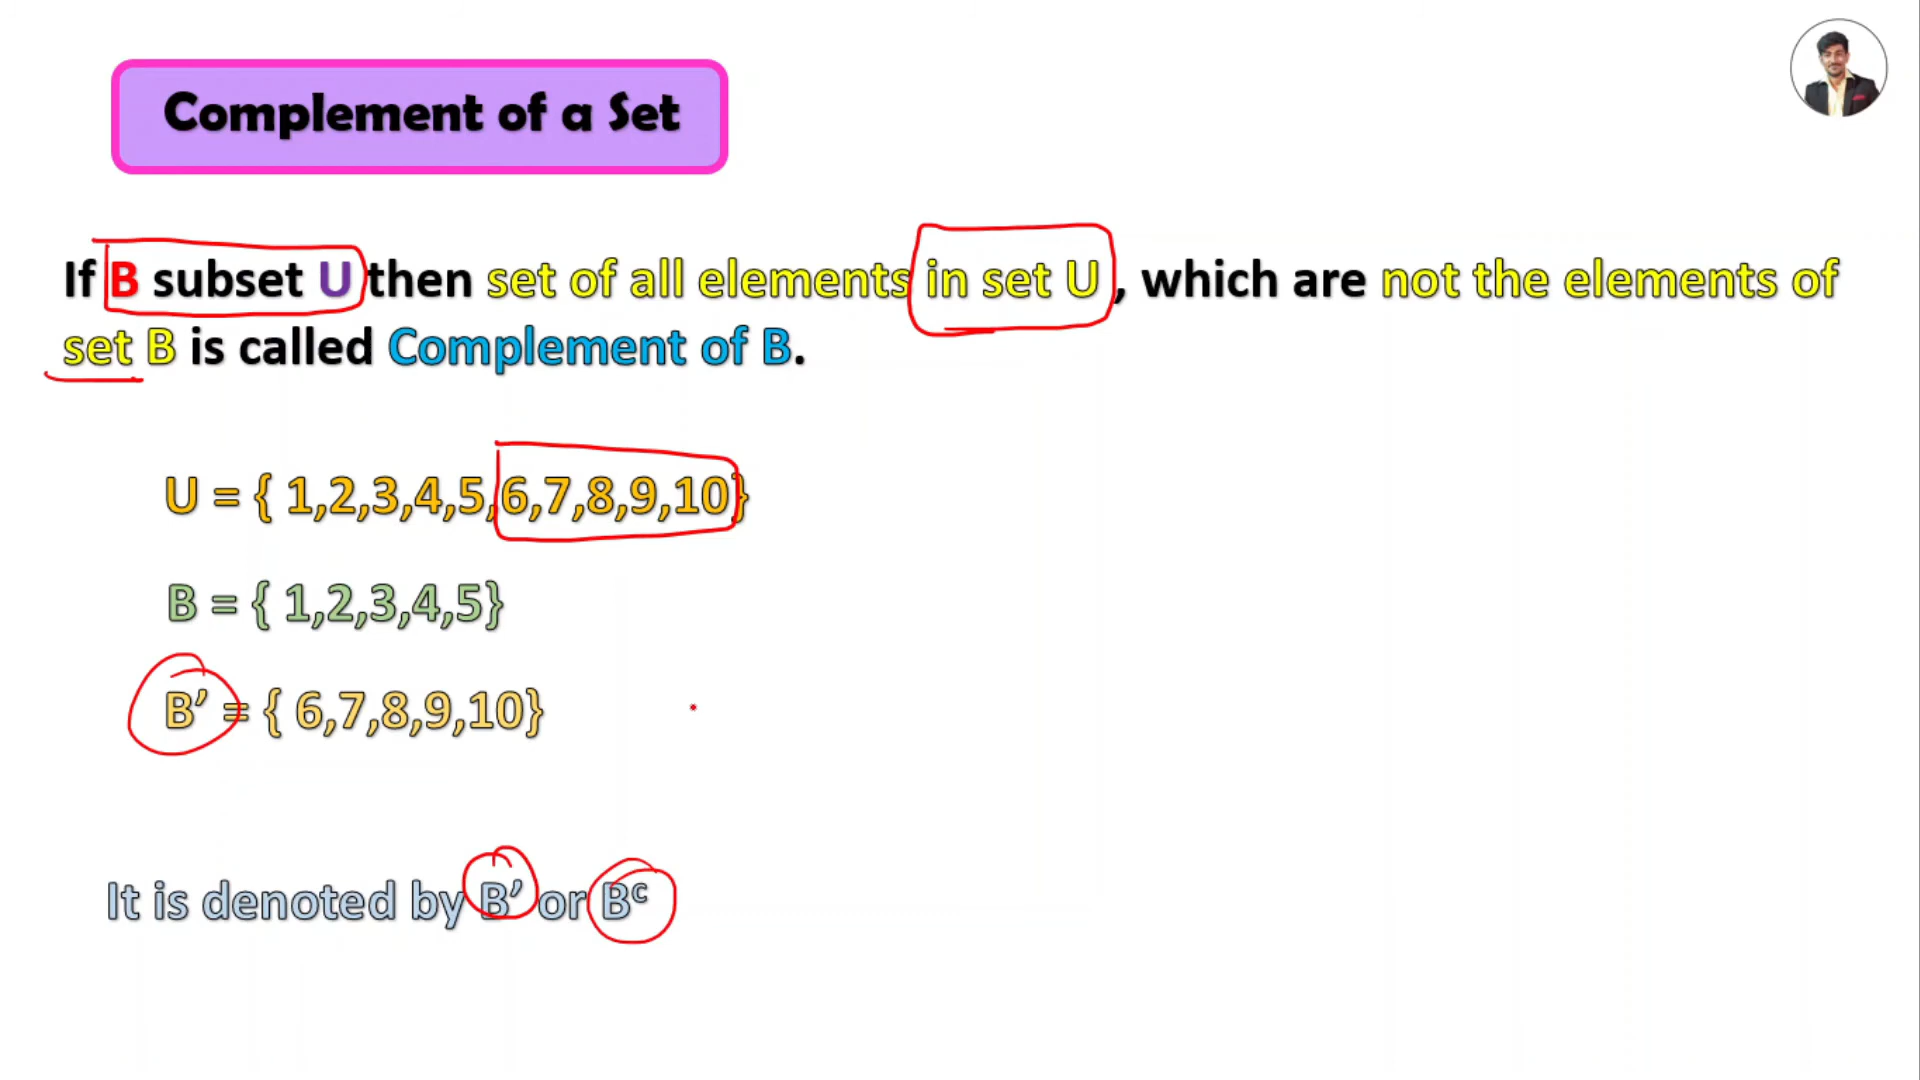 Complement of a Set
If B subset U then set of all elements in set U , which are not the elements of
set B is called Complement of B.
U = { 1,2,3,4,5,6,7,8,9,10}
B = { 1,2,3,4,5}
B’ = { 6,7,8,9,10}
It is denoted by B’ or Bᶜ